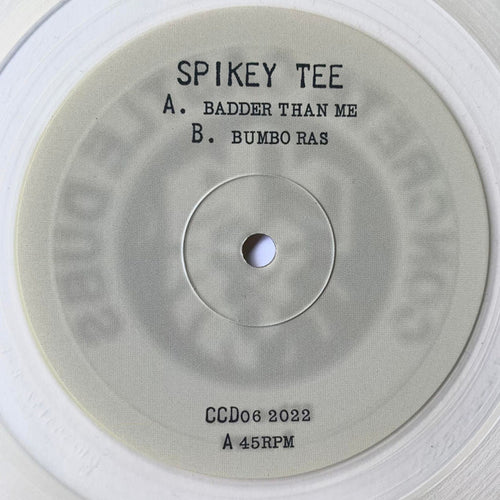 SPIKEY TEE
A. BADDER THAN ME
B. BUMBO RAS
CCD06 2022
A 45RPM